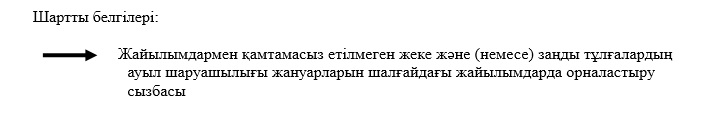 Шартты белгілері:
Жайылымдармен қамтамасыз етілмеген жеке және (немесе) заңды тұлғалардың
ауыл шаруашылығы жануарларын шалғайдағы жайылымдарда орналастыру
сызбасы